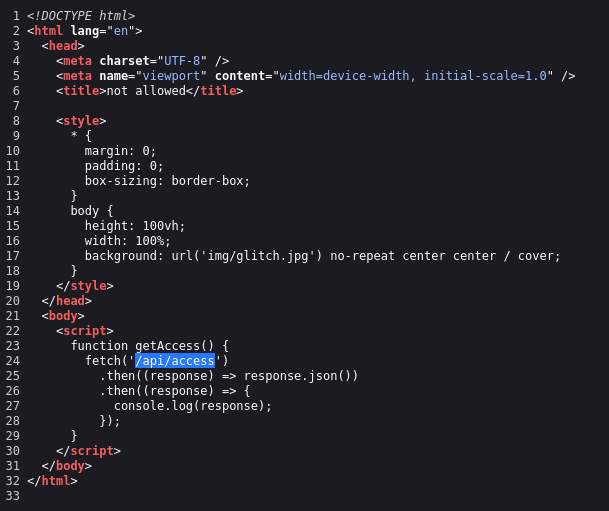 1 <!DOCTYPE html>
2 <html lang="en">
3   <head>
4     <meta charset="UTF-8" />
5     <meta name="viewport" content="width=device-width, initial-scale=1.0" />
6     <title>not allowed</title>
7
8     <style>
9       * {
10         margin: 0;
11         padding: 0;
12         box-sizing: border-box;
13       }
14       body {
15         height: 100vh;
16         width: 100%;
17         background: url('img/glitch.jpg') no-repeat center center / cover;
18       }
19     </style>
20   </head>
21   <body>
22     <script>
23       function getAccess() {
24         fetch('/api/access')
25           .then((response) => response.json())
26           .then((response) => {
27             console.log(response);
28           });
29       }
30     </script>
31   </body>
32 </html>
33